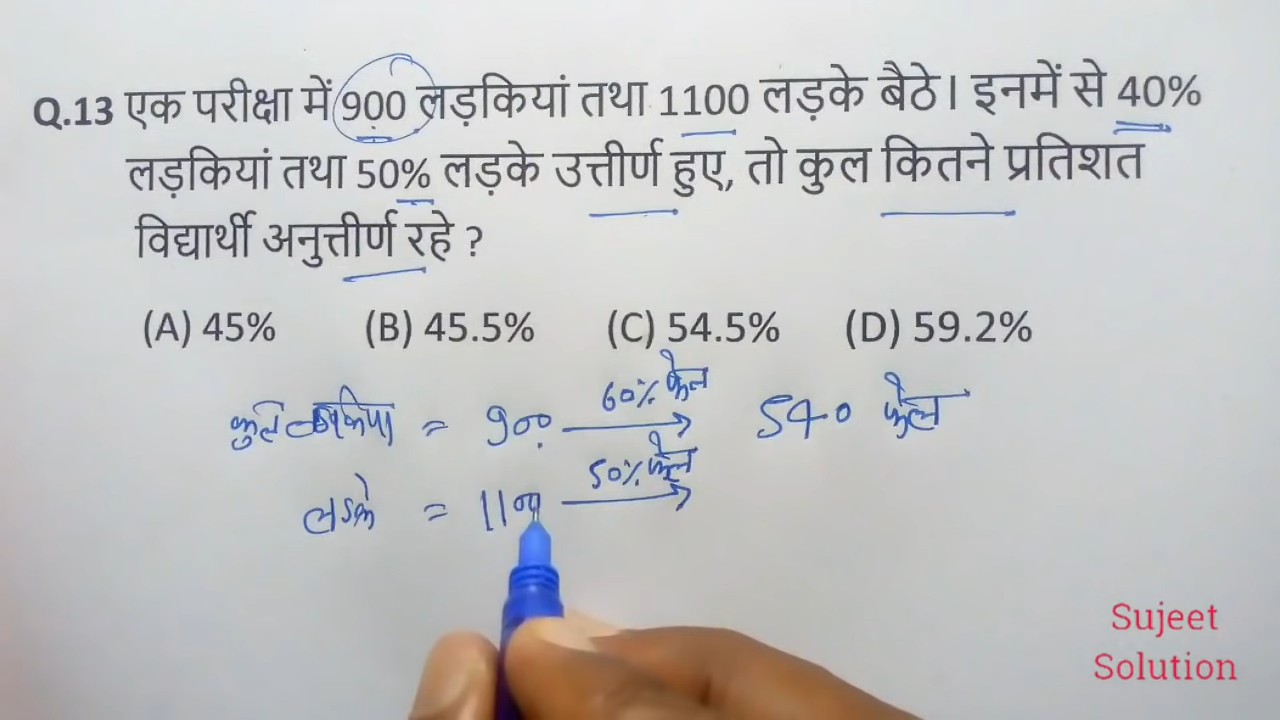 Q.13 एक परीक्षा में 900 लड़कियां तथा 1100 लड़के बैठे। इनमें से 40%
लड़कियां तथा 50% लड़के उत्तीर्ण हुए, तो कुल कितने प्रतिशत
विद्यार्थी अनुत्तीर्ण रहे ?
(A) 45% (B) 45.5% (C) 54.5% (D) 59.2%
60% फेल
कुल लड़किया = 900 540 फेल
50% फेल
लडके = 1100
Sujeet
Solution